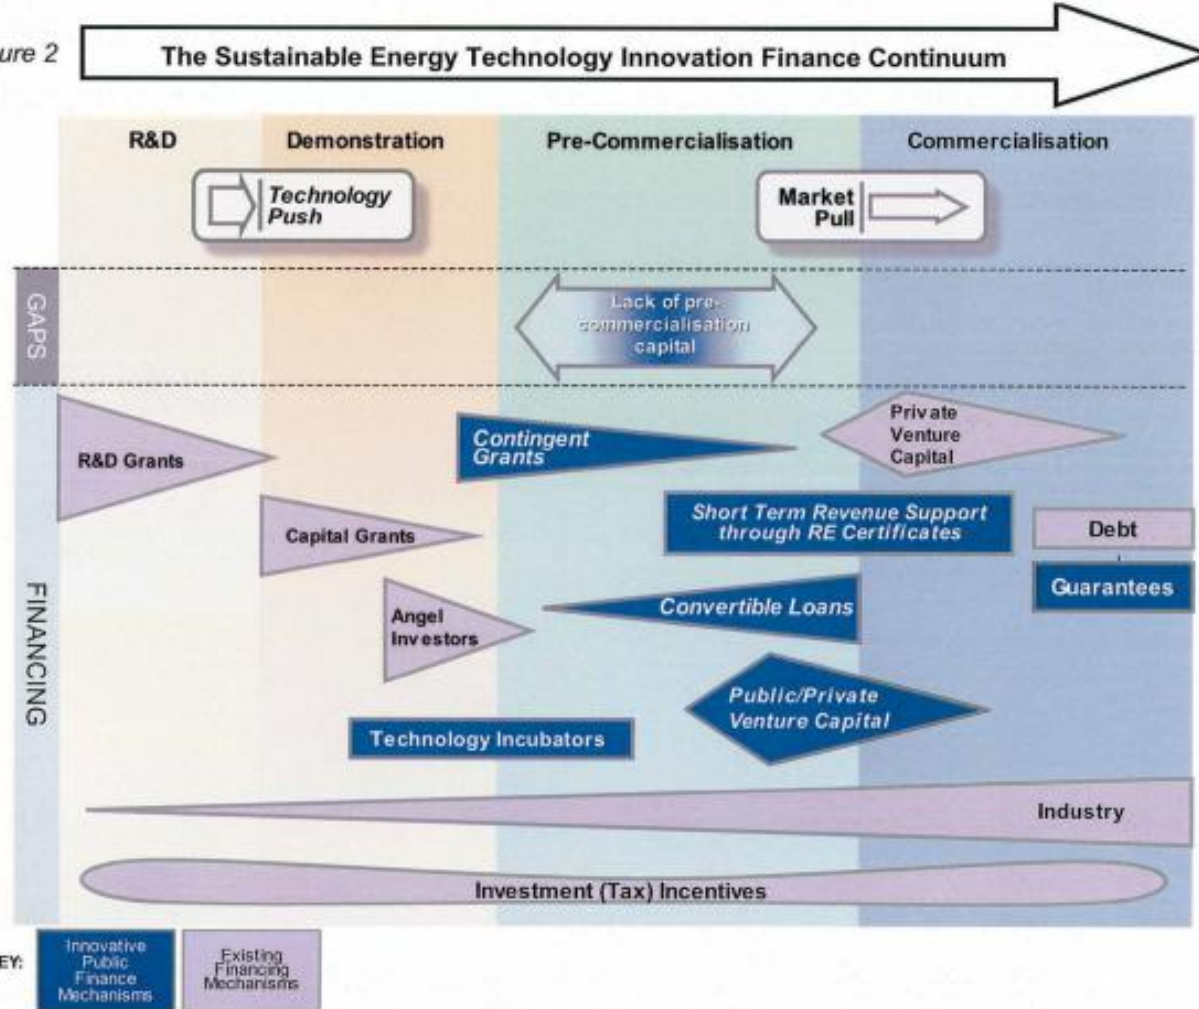 ure 2
The Sustainable Energy Technology Innovation Finance Continuum
R&D
Demonstration
Pre-Commercialisation
Commercialisation
Technology
Push
Market
Pull
GAPS
Lack of pre-
commercialisation
capital
FINANCING
R&D Grants
Contingent
Grants
Private
Venture
Capital
Capital Grants
Short Term Revenue Support
through RE Certificates
Debt
Guarantees
Angel
Investors
Convertible Loans
Public/Private
Venture Capital
Technology Incubators
Industry
Investment (Tax) Incentives
EY:
Innovative
Public
Finance
Mechanisms
Existing
Financing
Mechanisms